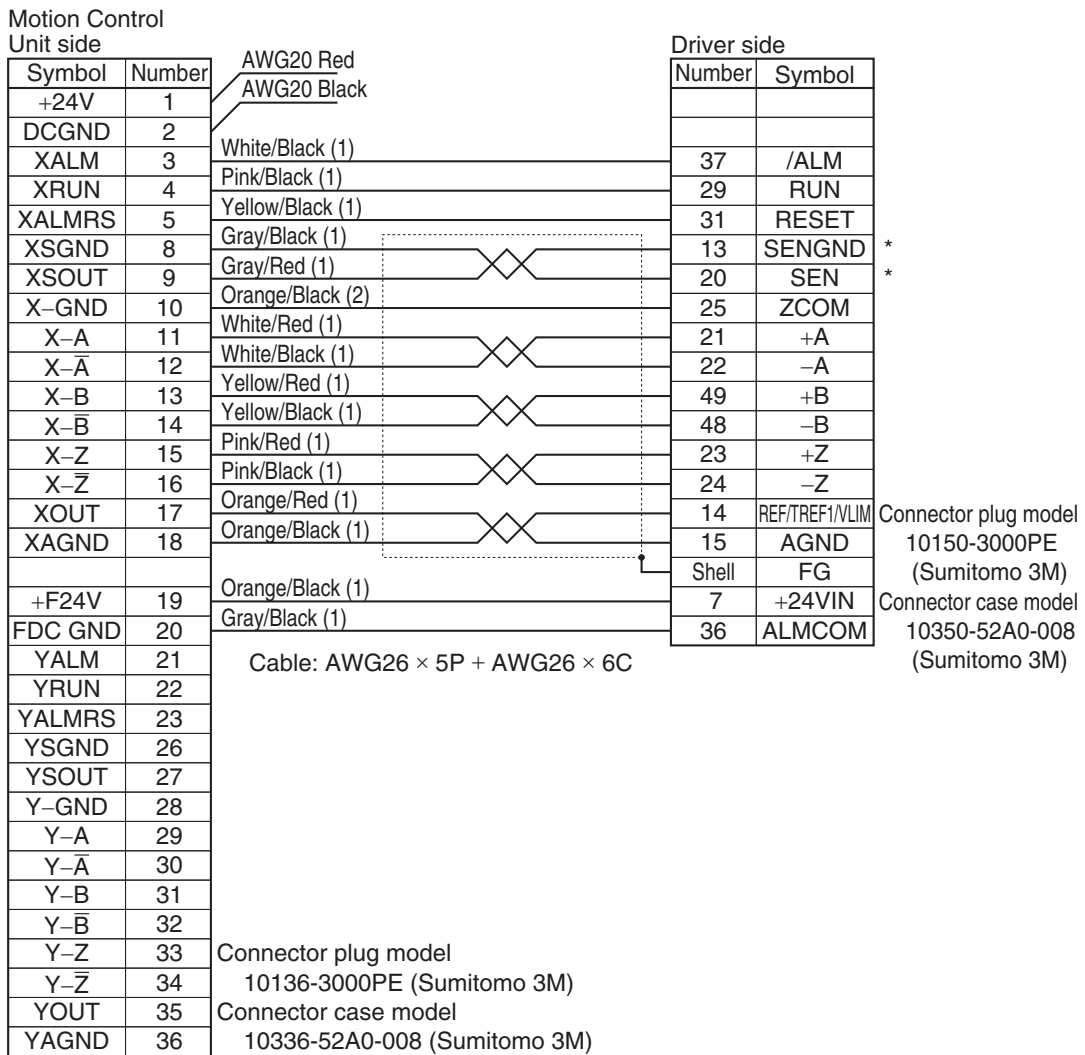 Motion Control
Unit side
Symbol Number
AWG20 Red
AWG20 Black
Driver side
Number Symbol
+24V 1
DCGND 2
XALM 3 White/Black (1) 37 /ALM
XRUN 4 Pink/Black (1) 29 RUN
XALMRS 5 Yellow/Black (1) 31 RESET
XSGND 8 Gray/Black (1) 13 SENGND *
XSOUT 9 Gray/Red (1) 20 SEN *
X–GND 10 Orange/Black (2) 25 ZCOM
X–A 11 White/Red (1) 21 +A
X–A̅ 12 White/Black (1) 22 –A
X–B 13 Yellow/Red (1) 49 +B
X–B̅ 14 Yellow/Black (1) 48 –B
X–Z 15 Pink/Red (1) 23 +Z
X–Z̅ 16 Pink/Black (1) 24 –Z
XOUT 17 Orange/Red (1) 14 REF/TREF1/VLIM Connector plug model
XAGND 18 Orange/Black (1) 15 AGND 10150-3000PE
Shell FG (Sumitomo 3M)
+F24V 19 Orange/Black (1) 7 +24VIN Connector case model
FDC GND 20 Gray/Black (1) 36 ALMCOM 10350-52A0-008
YALM 21 Cable: AWG26 × 5P + AWG26 × 6C (Sumitomo 3M)
YRUN 22
YALMRS 23
YSGND 26
YSOUT 27
Y–GND 28
Y–A 29
Y–A̅ 30
Y–B 31
Y–B̅ 32
Y–Z 33 Connector plug model
Y–Z̅ 34 10136-3000PE (Sumitomo 3M)
YOUT 35 Connector case model
YAGND 36 10336-52A0-008 (Sumitomo 3M)